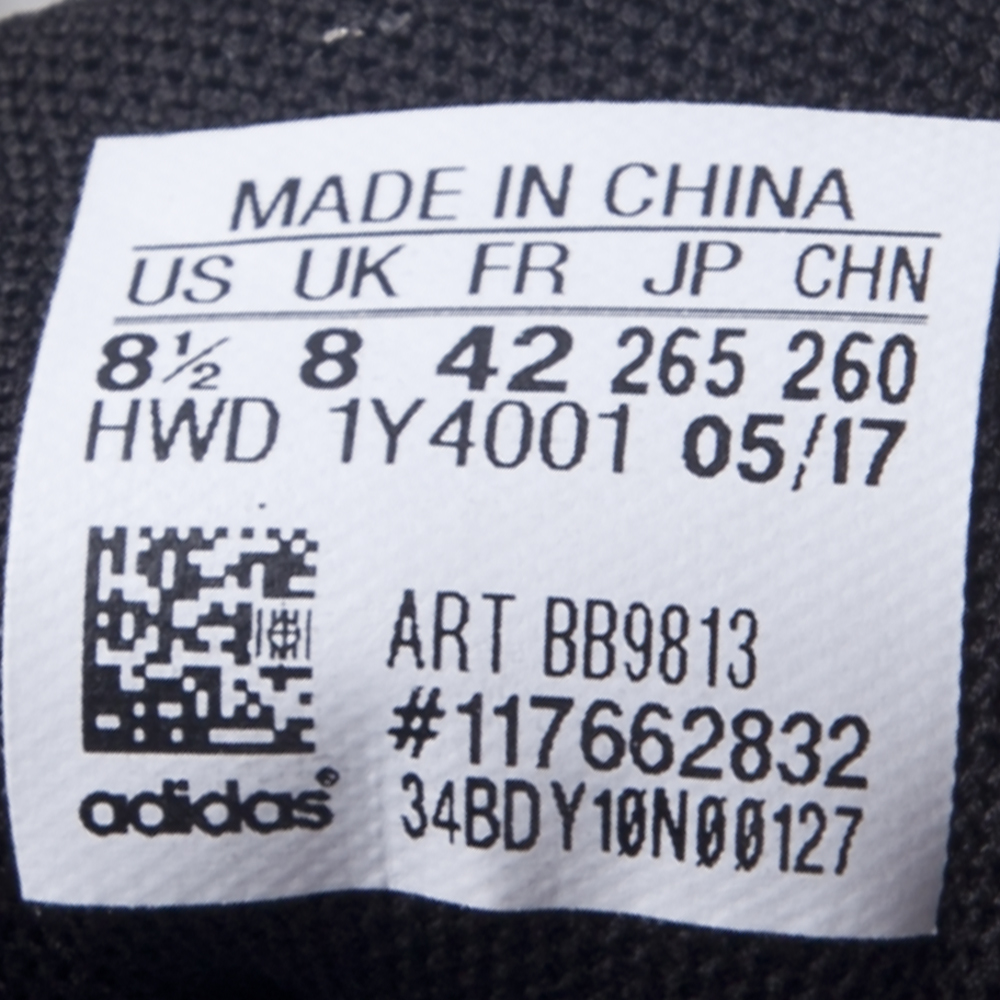 MADE IN CHINA
US UK FR JP CHN
8½ 8 42 265 260
HWD 1Y4001 05/17
ART BB9813
#117662832
adidas®
34BDY10N00127